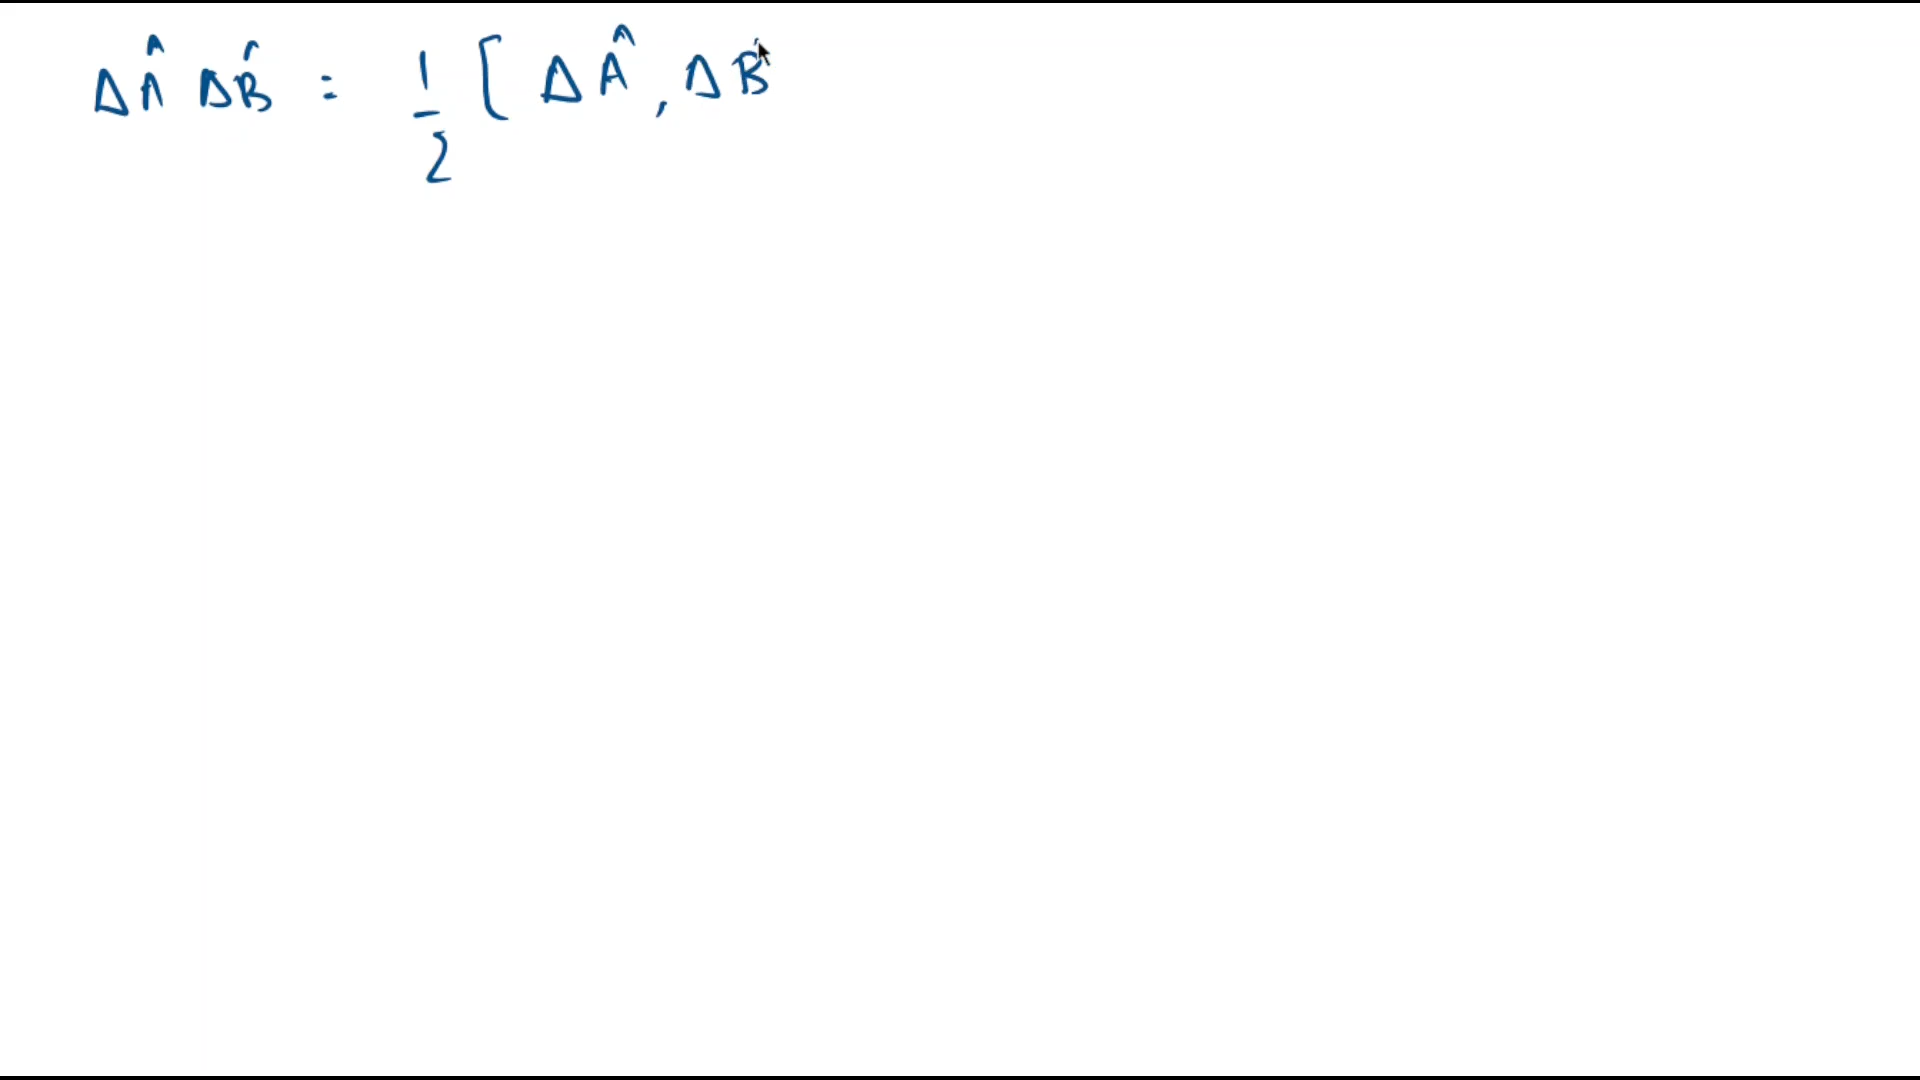 ΔÂ ΔB̂ = 1/2 [ΔÂ, ΔB